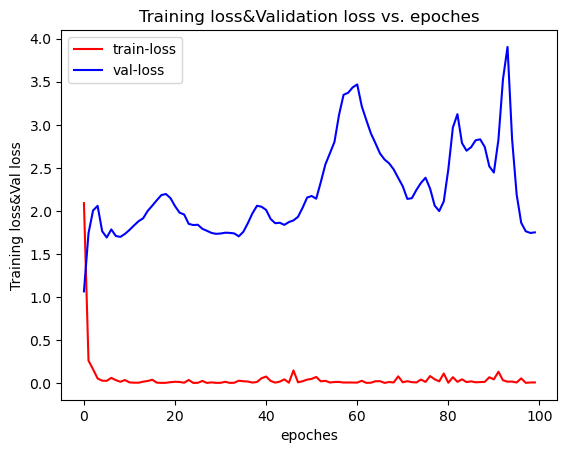 Training loss&Validation loss vs. epoches
train-loss
val-loss
4.0
3.5
3.0
2.5
2.0
1.5
1.0
0.5
0.0
Training loss&Val loss
0 20 40 60 80 100
epoches